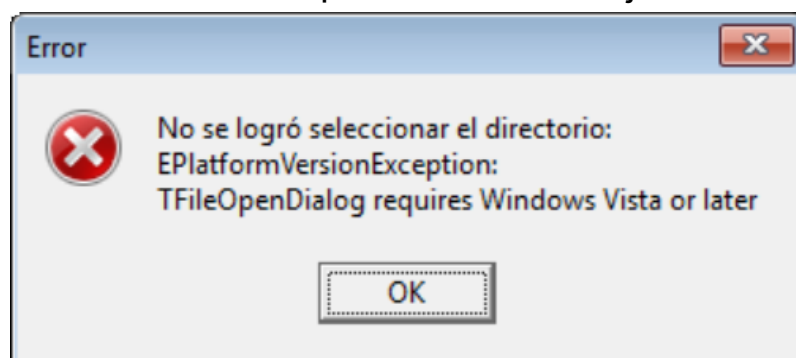 Error
No se logró seleccionar el directorio:
EPlatformVersionException:
TFileOpenDialog requires Windows Vista or later
OK